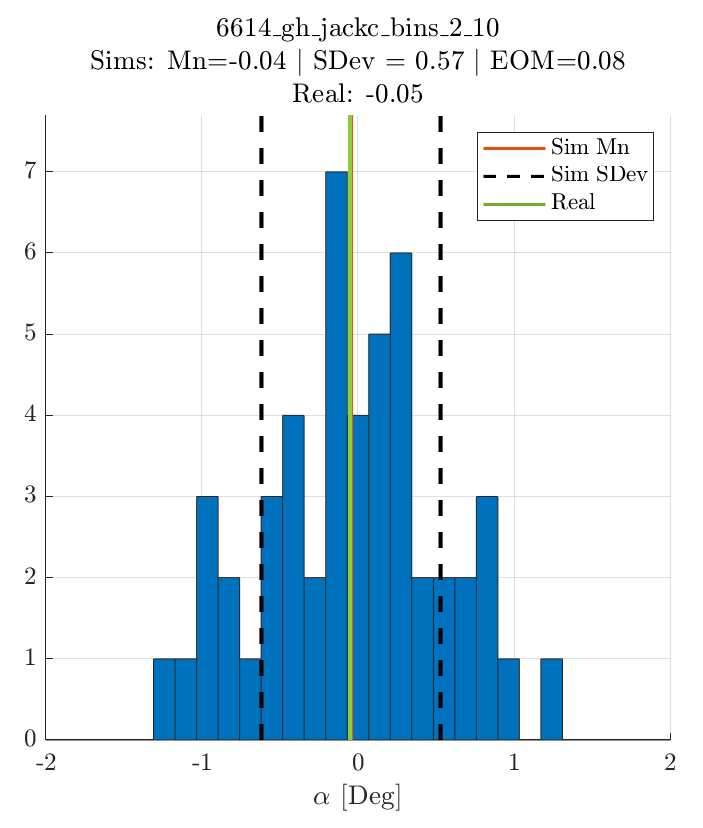 6614_gh_jackc_bins_2_10
Sims: Mn=-0.04 | SDev = 0.57 | EOM=0.08
Real: -0.05
Sim Mn
Sim SDev
Real
7
6
5
4
3
2
1
0
-2 -1 0 1 2
α [Deg]